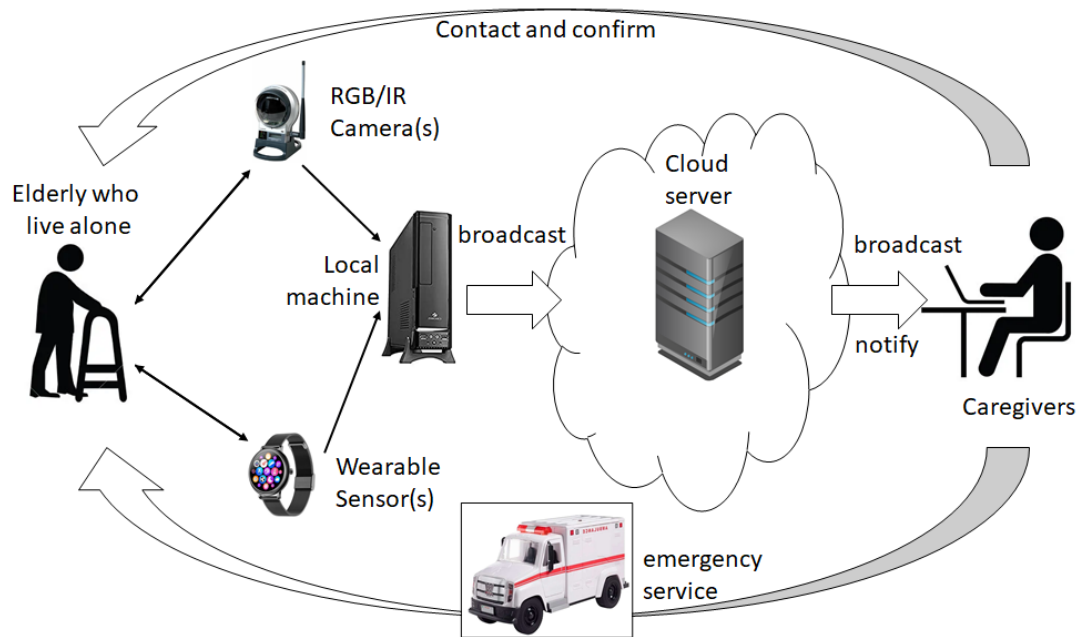 Contact and confirm
RGB/IR
Camera(s)
Elderly who
live alone
Local
machine
broadcast
Cloud
server
broadcast
notify
Caregivers
Wearable
Sensor(s)
emergency
service